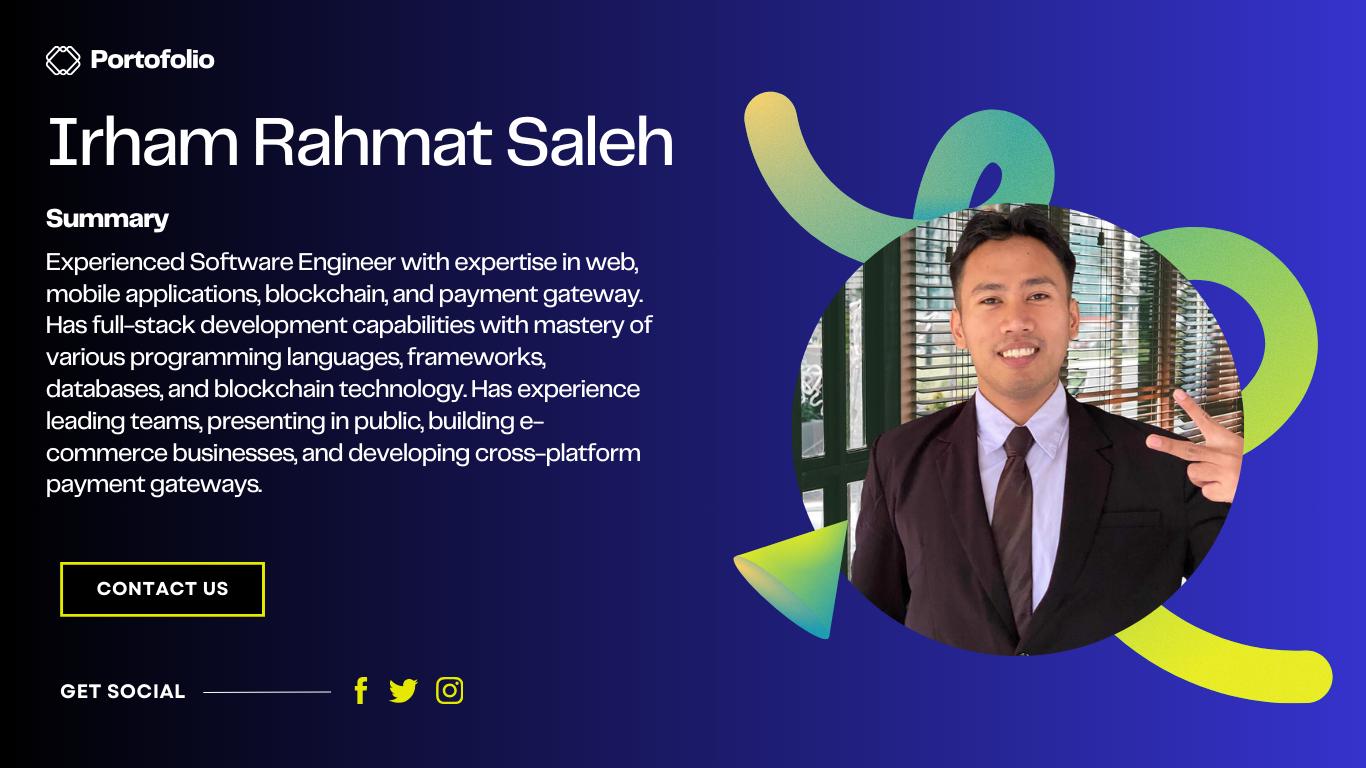 Portofolio
Irham Rahmat Saleh
Summary
Experienced Software Engineer with expertise in web,
mobile applications, blockchain, and payment gateway.
Has full-stack development capabilities with mastery of
various programming languages, frameworks,
databases, and blockchain technology. Has experience
leading teams, presenting in public, building e-
commerce businesses, and developing cross-platform
payment gateways.
CONTACT US
GET SOCIAL